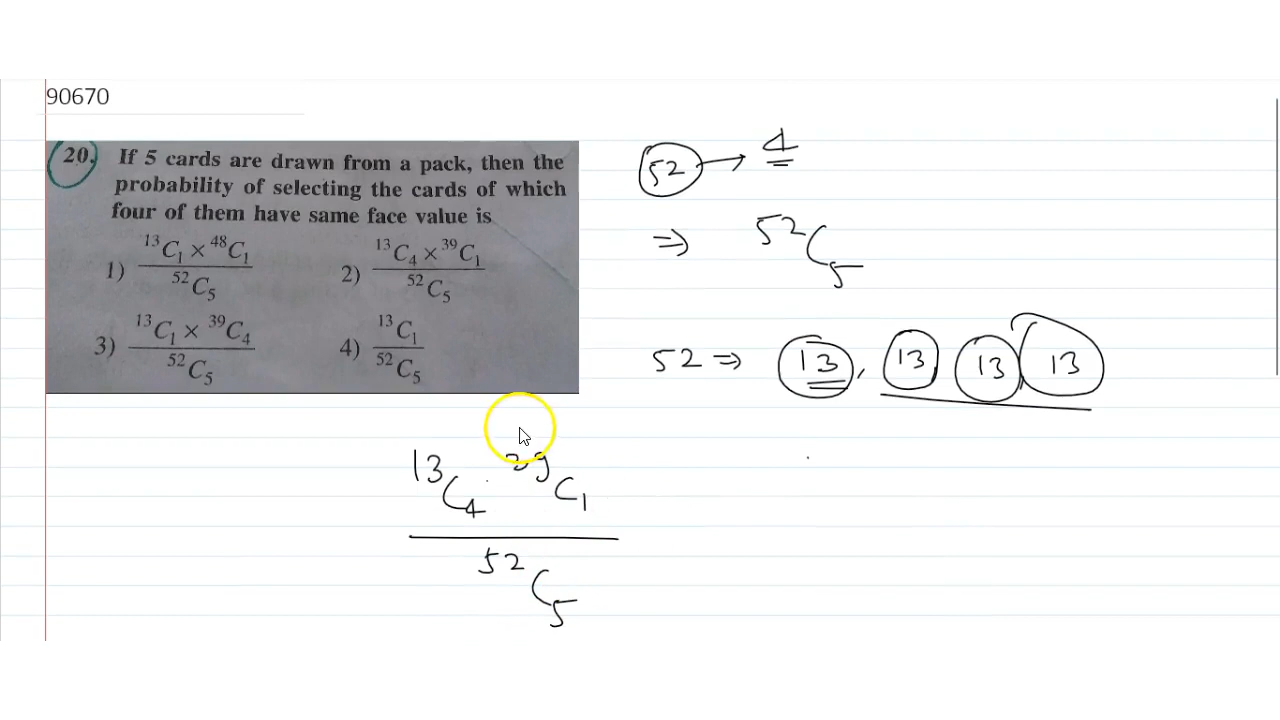 90670
20. If 5 cards are drawn from a pack, then the
probability of selecting the cards of which
four of them have same face value is
1) ¹³C₁ × ⁴⁸C₁ / ⁵²C₅
2) ¹³C₄ × ³⁹C₁ / ⁵²C₅
3) ¹³C₁ × ³⁹C₄ / ⁵²C₅
4) ¹³C₁ / ⁵²C₅
52 → 4
⇒ ⁵²C₅
52 ⇒ 13, 13 13 13
¹³C₄ · ³⁹C₁
⁵²C₅